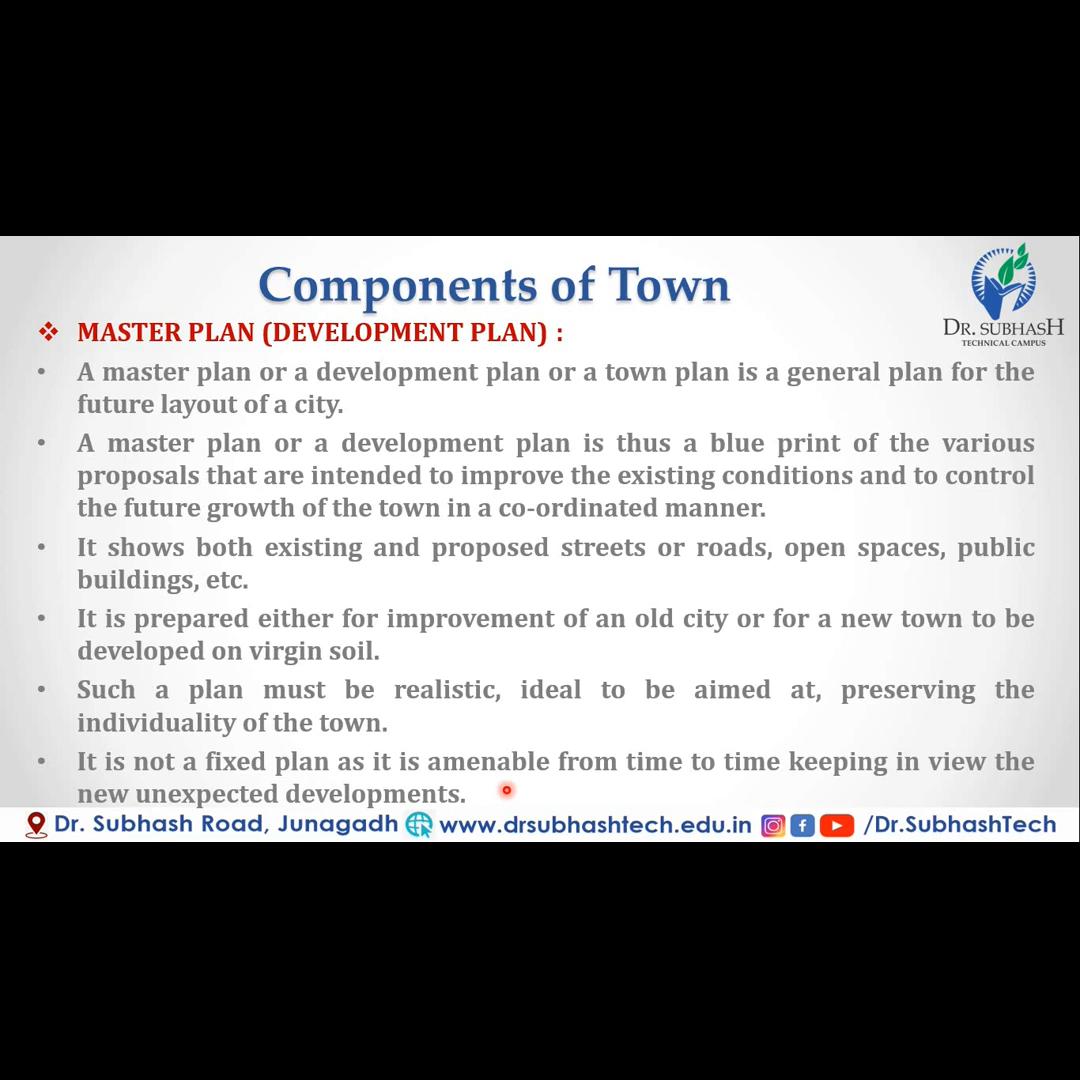 Components of Town
DR. SUBHASH
TECHNICAL CAMPUS
❖ MASTER PLAN (DEVELOPMENT PLAN) :
• A master plan or a development plan or a town plan is a general plan for the
future layout of a city.
• A master plan or a development plan is thus a blue print of the various
proposals that are intended to improve the existing conditions and to control
the future growth of the town in a co-ordinated manner.
• It shows both existing and proposed streets or roads, open spaces, public
buildings, etc.
• It is prepared either for improvement of an old city or for a new town to be
developed on virgin soil.
• Such a plan must be realistic, ideal to be aimed at, preserving the
individuality of the town.
• It is not a fixed plan as it is amenable from time to time keeping in view the
new unexpected developments.
Dr. Subhash Road, Junagadh www.drsubhashtech.edu.in /Dr.SubhashTech